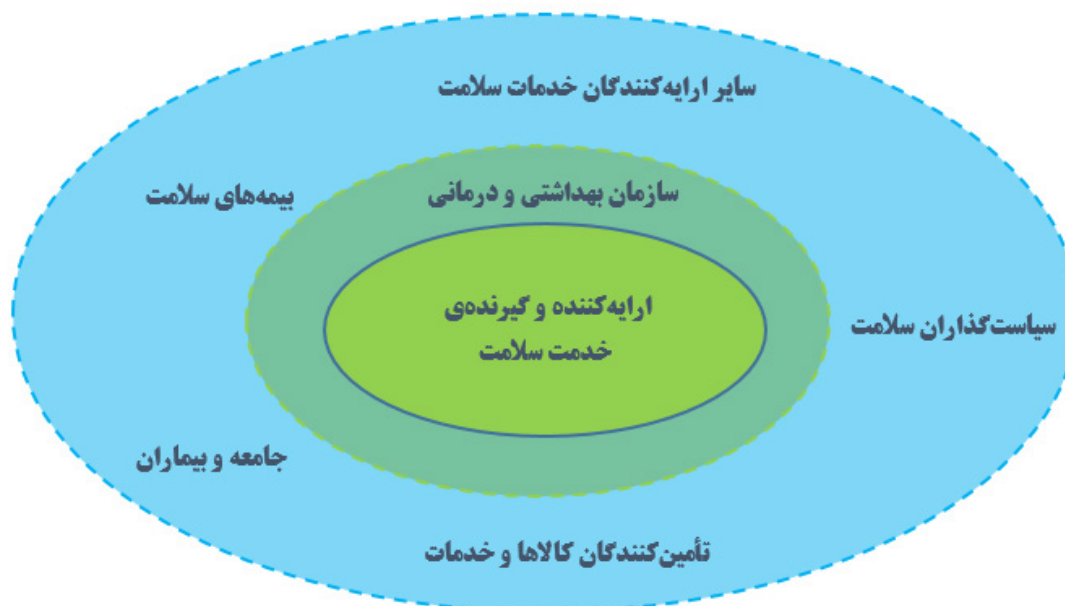 سایر ارایه‌کنندگان خدمات سلامت
سازمان بهداشتی و درمانی
بیمه‌های سلامت
ارایه‌کننده و گیرنده‌ی
خدمت سلامت
سیاست‌گذاران سلامت
جامعه و بیماران
تأمین‌کنندگان کالاها و خدمات